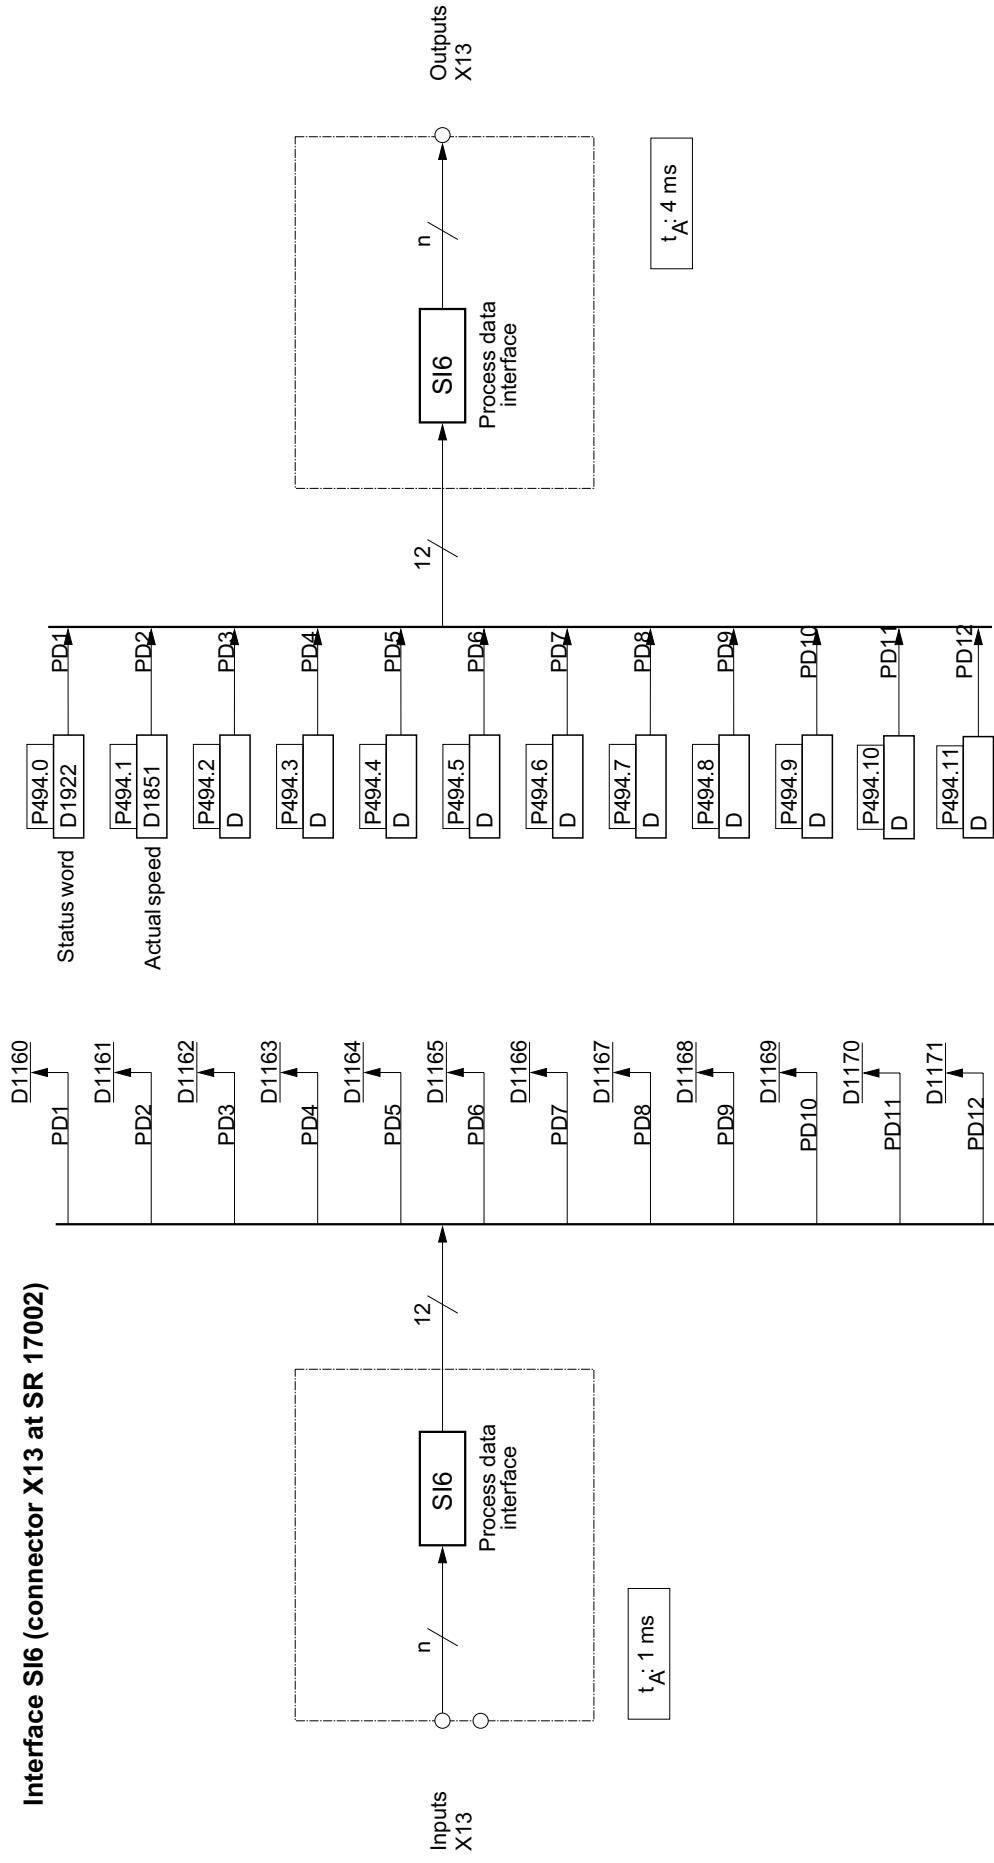 Interface SI6 (connector X13 at SR 17002)
Inputs
X13
n
SI6
Process data
interface
tA: 1 ms
12
PD1
D1160
PD2
D1161
PD3
D1162
PD4
D1163
PD5
D1164
PD6
D1165
PD7
D1166
PD8
D1167
PD9
D1168
PD10
D1169
PD11
D1170
PD12
D1171
Status word
P494.0
D1922
PD1
Actual speed
P494.1
D1851
PD2
P494.2
D
PD3
P494.3
D
PD4
P494.4
D
PD5
P494.5
D
PD6
P494.6
D
PD7
P494.7
D
PD8
P494.8
D
PD9
P494.9
D
PD10
P494.10
D
PD11
P494.11
D
PD12
12
SI6
Process data
interface
n
tA: 4 ms
Outputs
X13